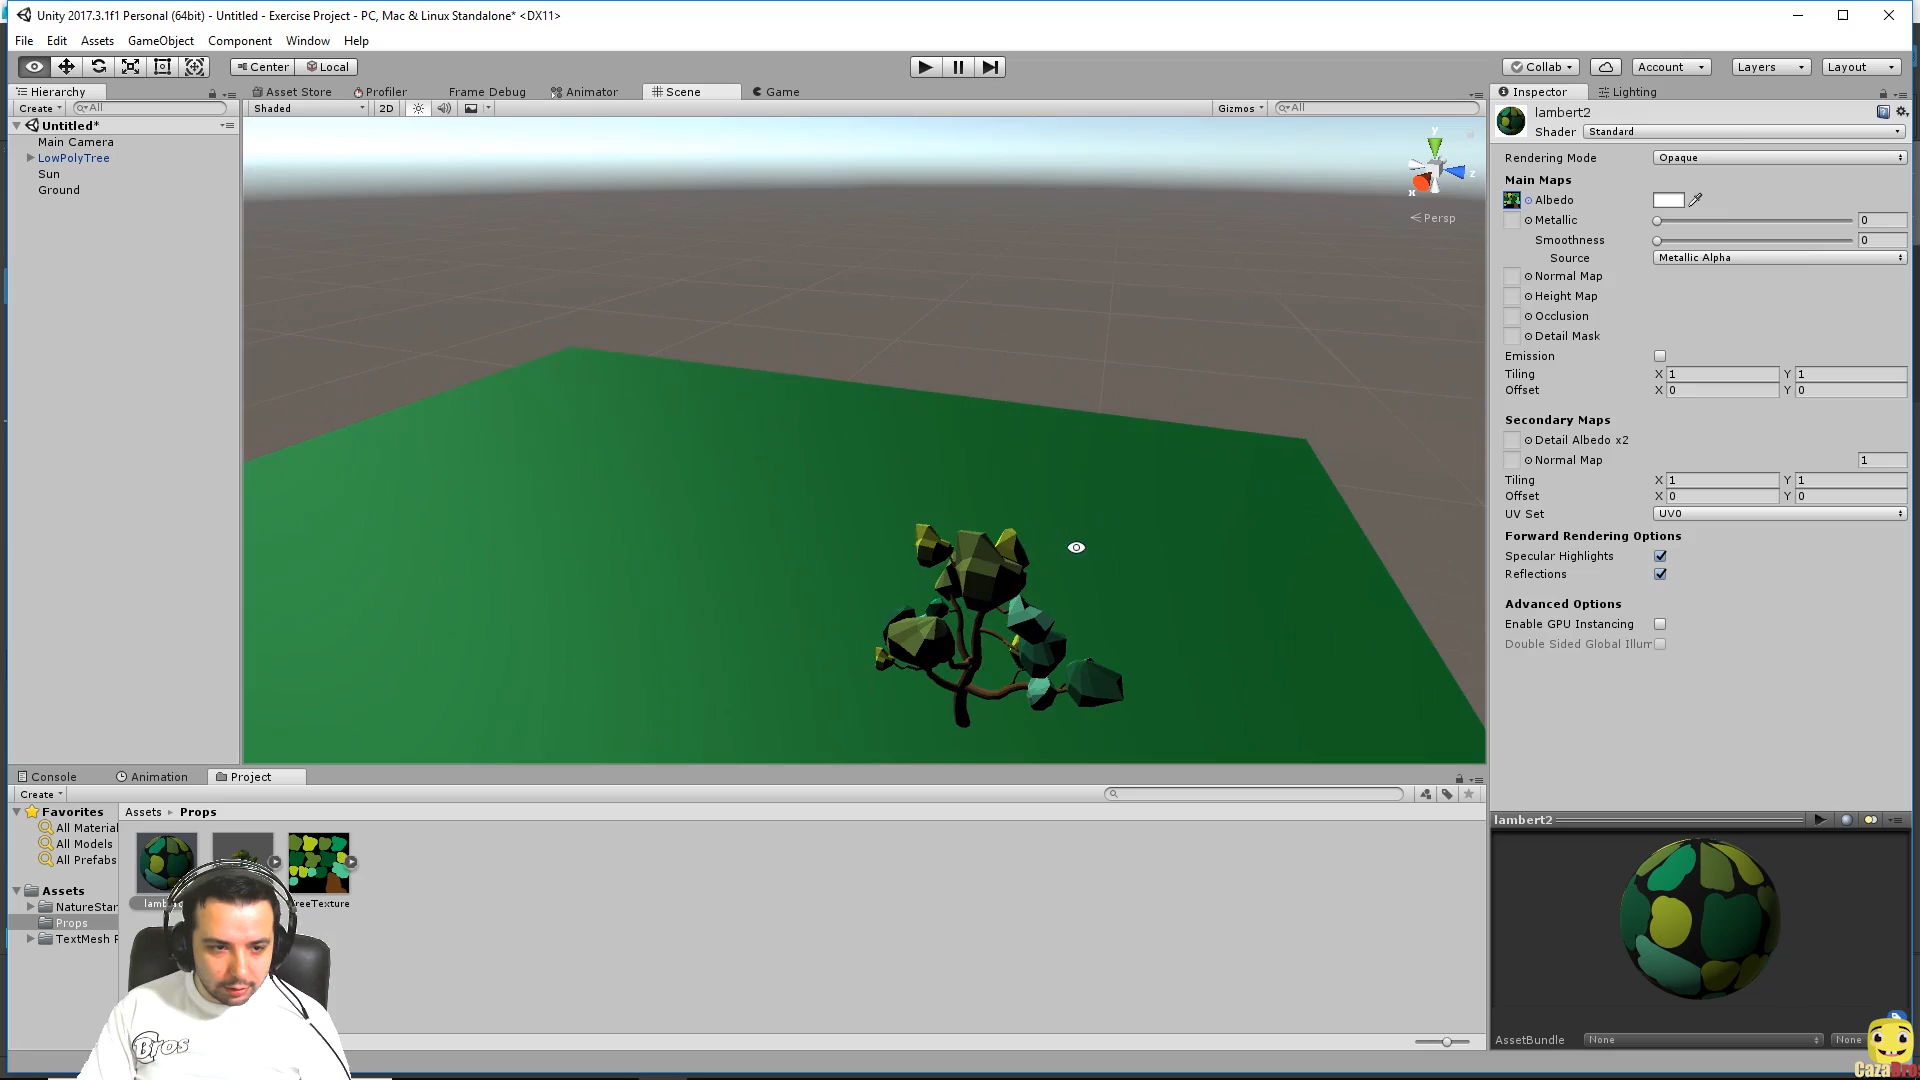 Unity 2017.3.1f1 Personal (64bit) - Untitled - Exercise Project - PC, Mac & Linux Standalone* <DX11>
File Edit Assets GameObject Component Window Help
Center Local
Collab Account Layers Layout
Hierarchy
Create All
Untitled*
Main Camera
LowPolyTree
Sun
Ground
Asset Store Profiler Frame Debug Animator Scene Game
Shaded 2D Gizmos All
y
z
x
Persp
Inspector Lighting
lambert2
Shader Standard
Rendering Mode Opaque
Main Maps
Albedo
Metallic 0
Smoothness 0
Source Metallic Alpha
Normal Map
Height Map
Occlusion
Detail Mask
Emission
Tiling X 1 Y 1
Offset X 0 Y 0
Secondary Maps
Detail Albedo x2
Normal Map 1
Tiling X 1 Y 1
Offset X 0 Y 0
UV Set UV0
Forward Rendering Options
Specular Highlights
Reflections
Advanced Options
Enable GPU Instancing
Double Sided Global Illum
Console Animation Project
Create
Favorites
All Material
All Models
All Prefabs
Assets
NatureStar
Props
TextMesh P
Assets Props
lamb
reeTexture
Bros
lambert2
AssetBundle None None
CazaBros